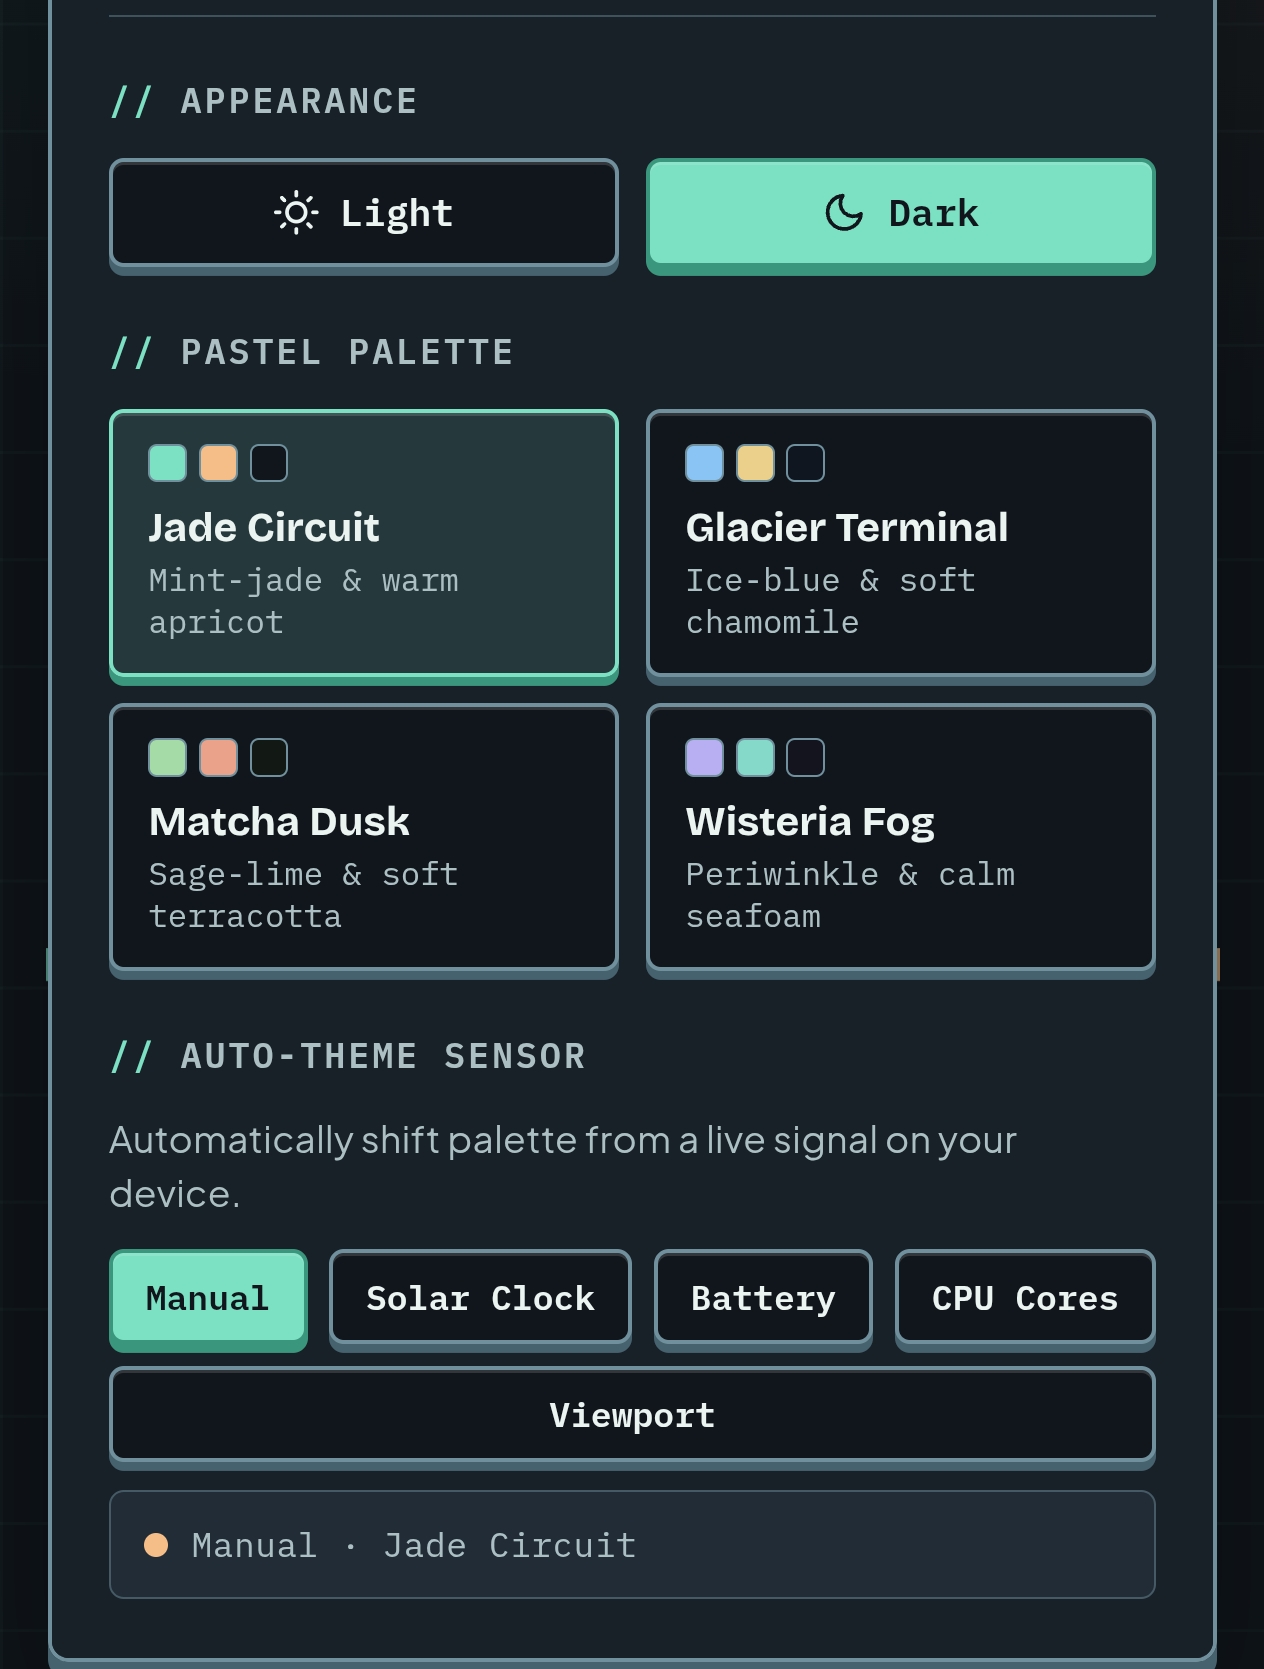 // APPEARANCE
Light
Dark
// PASTEL PALETTE
Jade Circuit
Mint-jade & warm
apricot
Glacier Terminal
Ice-blue & soft
chamomile
Matcha Dusk
Sage-lime & soft
terracotta
Wisteria Fog
Periwinkle & calm
seafoam
// AUTO-THEME SENSOR
Automatically shift palette from a live signal on your
device.
Manual
Solar Clock
Battery
CPU Cores
Viewport
Manual · Jade Circuit